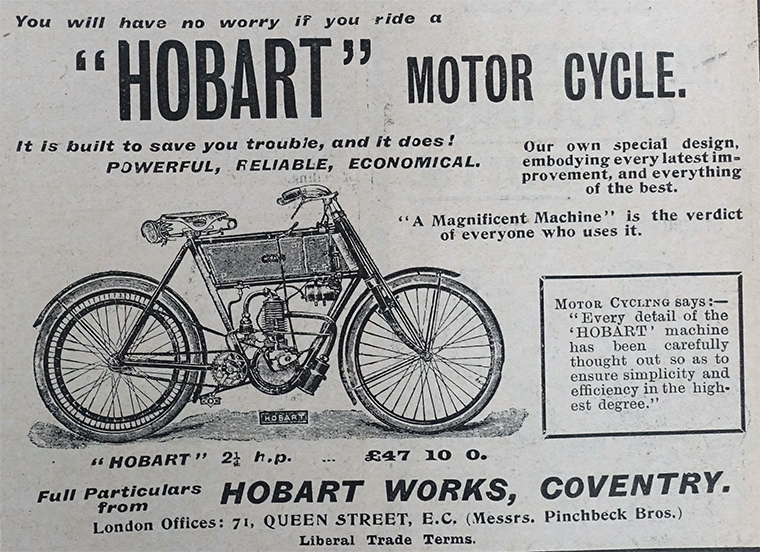 You will have no worry if you ride a
"HOBART" MOTOR CYCLE.
It is built to save you trouble, and it does!
POWERFUL, RELIABLE, ECONOMICAL.
Our own special design,
embodying every latest im-
provement, and everything
of the best.
"A Magnificent Machine" is the verdict
of everyone who uses it.
MOTOR CYCLING says:—
"Every detail of the
'HOBART' machine
has been carefully
thought out so as to
ensure simplicity and
efficiency in the high-
est degree."
HOBART
"HOBART" 2¼ h.p. ... £47 10 0.
Full Particulars
from
HOBART WORKS, COVENTRY.
London Offices: 71, QUEEN STREET, E.C. (Messrs. Pinchbeck Bros.)
Liberal Trade Terms.